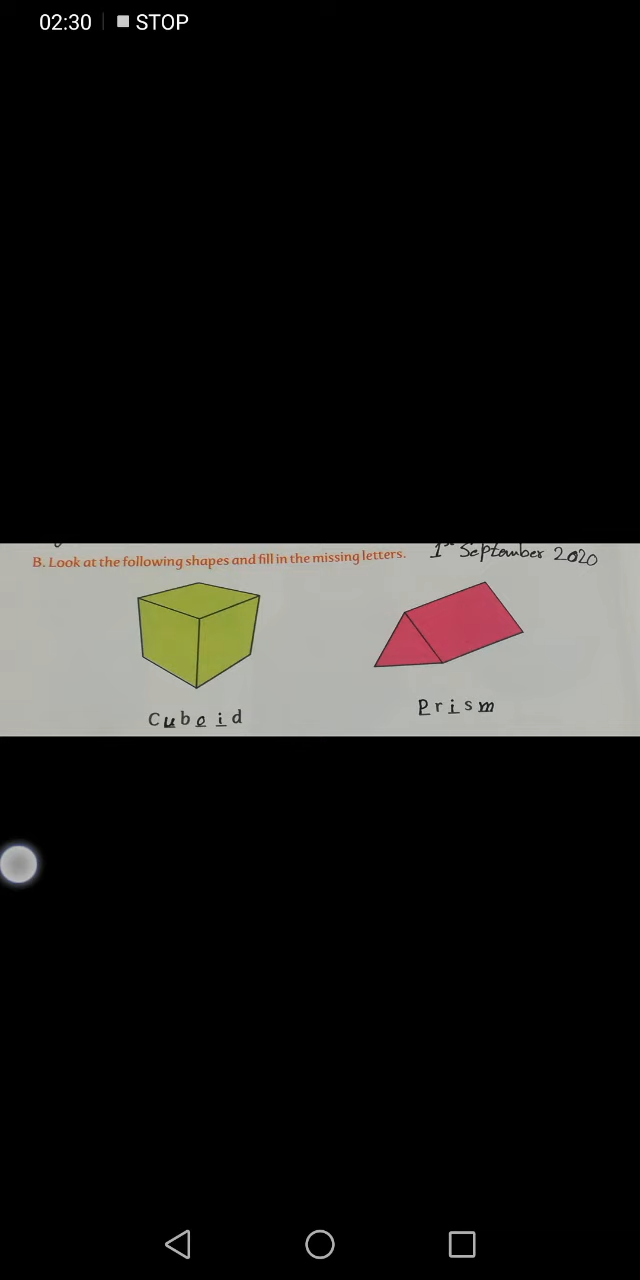 02:30 | STOP
B. Look at the following shapes and fill in the missing letters.
1st September 2020
Cuboid
Prism